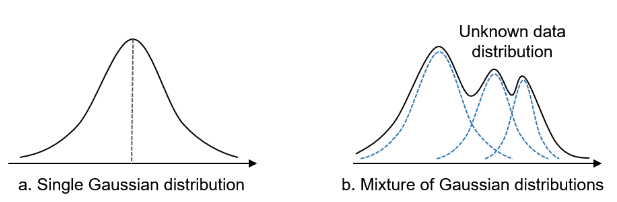 Unknown data
distribution
a. Single Gaussian distribution
b. Mixture of Gaussian distributions